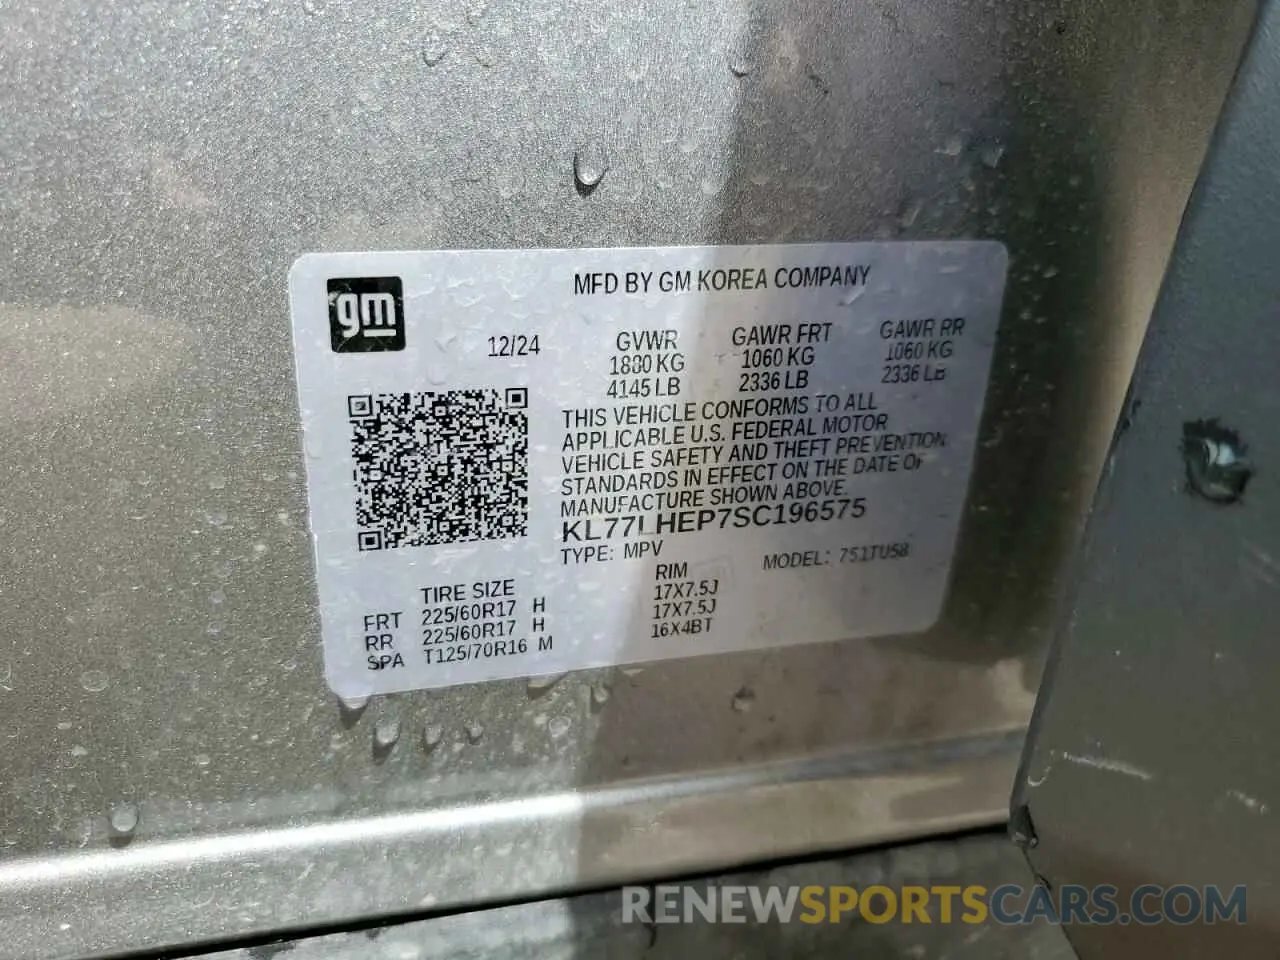 gm
MFD BY GM KOREA COMPANY
12/24 GVWR GAWR FRT GAWR RR
1880 KG 1060 KG 1060 KG
4145 LB 2336 LB 2336 LB
THIS VEHICLE CONFORMS TO ALL
APPLICABLE U.S. FEDERAL MOTOR
VEHICLE SAFETY AND THEFT PREVENTION
STANDARDS IN EFFECT ON THE DATE OF
MANUFACTURE SHOWN ABOVE.
KL77LHEP7SC196575
TYPE: MPV MODEL: 751TU58
TIRE SIZE RIM
FRT 225/60R17 H 17X7.5J
RR 225/60R17 H 17X7.5J
SPA T125/70R16 M 16X4BT
RENEWSPORTSCARS.COM